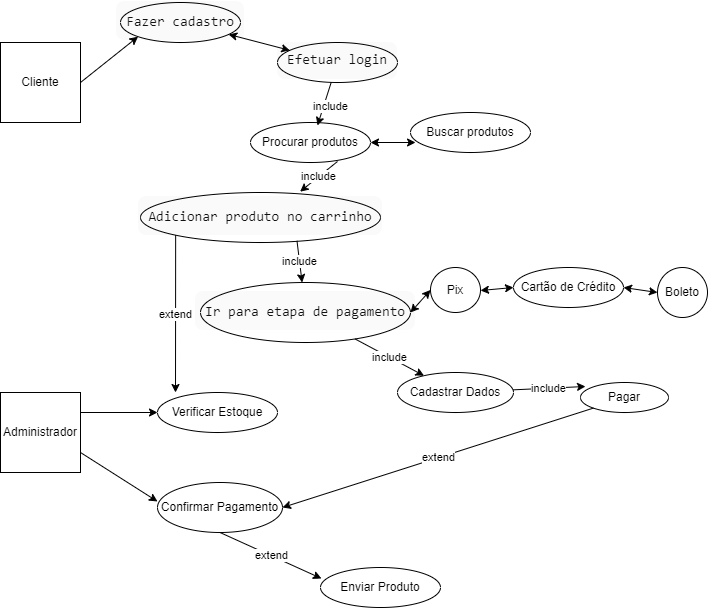 Fazer cadastro
Efetuar login
Cliente
include
Procurar produtos
Buscar produtos
include
Adicionar produto no carrinho
include
Pix
Cartão de Crédito
Boleto
extend
Ir para etapa de pagamento
include
Cadastrar Dados
include
Pagar
Verificar Estoque
Administrador
extend
Confirmar Pagamento
extend
Enviar Produto